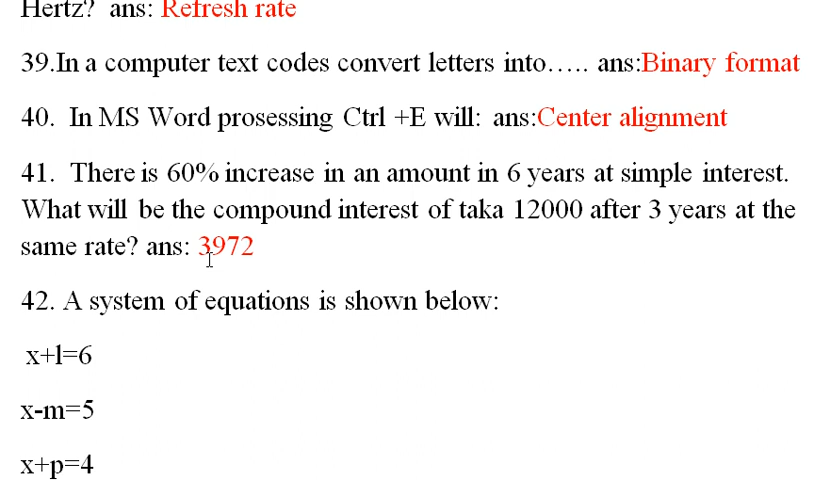 Hertz? ans: Refresh rate
39.In a computer text codes convert letters into….. ans:Binary format
40. In MS Word prosessing Ctrl +E will: ans:Center alignment
41. There is 60% increase in an amount in 6 years at simple interest.
What will be the compound interest of taka 12000 after 3 years at the
same rate? ans: 3972
42. A system of equations is shown below:
x+l=6
x-m=5
x+p=4